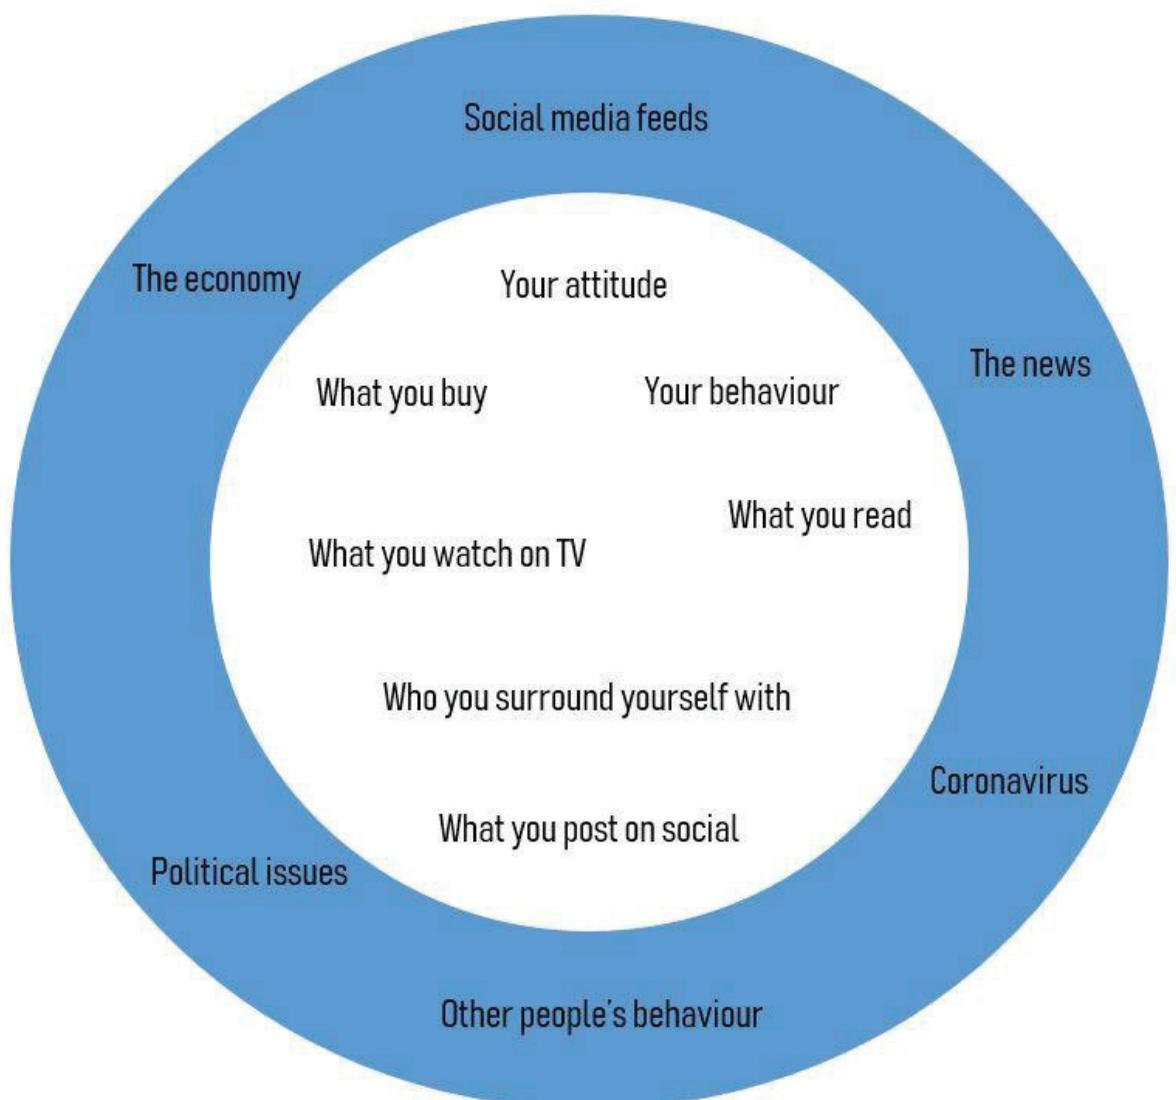 Social media feeds
The economy
Your attitude
The news
What you buy
Your behaviour
What you read
What you watch on TV
Who you surround yourself with
Coronavirus
What you post on social
Political issues
Other people's behaviour